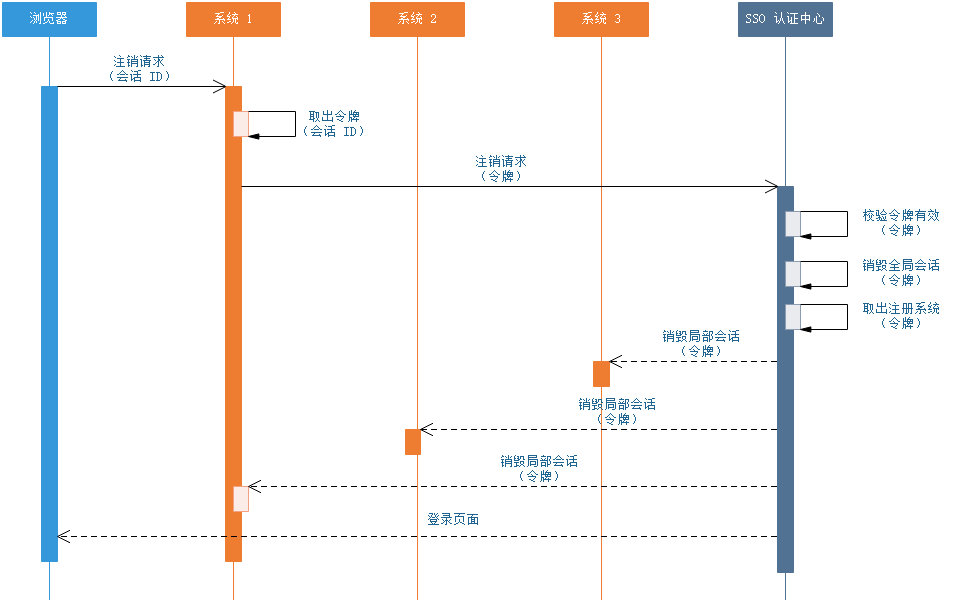 浏览器
系统 1
系统 2
系统 3
SSO 认证中心
注销请求
（会话 ID）
取出令牌
（会话 ID）
注销请求
（令牌）
校验令牌有效
（令牌）
销毁全局会话
（令牌）
取出注册系统
（令牌）
销毁局部会话
（令牌）
销毁局部会话
（令牌）
销毁局部会话
（令牌）
登录页面